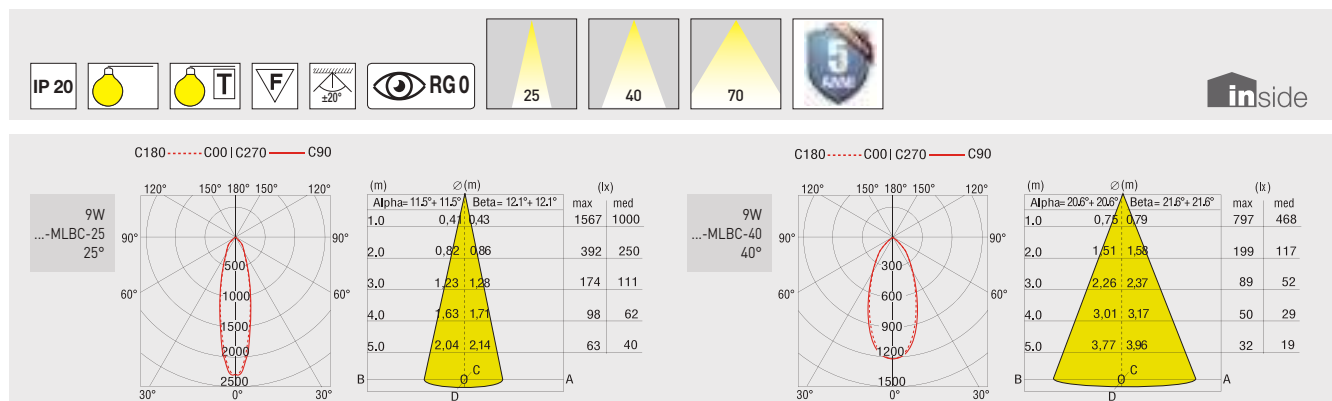 IP 20
T
F
±20°
RG 0
25
40
70
5
inside
C180 C00 | C270 C90
9W
...-MLBC-25
25°
120° 150° 180° 150° 120°
90° 90°
60° 60°
30° 0° 30°
500
1000
1500
2000
2500
(m) ∅(m) (lx)
Alpha= 11.5°+ 11.5° Beta= 12.1°+ 12.1° max med
1.0 0,41 0,43 1567 1000
2.0 0,82 0,86 392 250
3.0 1,23 1,28 174 111
4.0 1,63 1,71 98 62
5.0 2,04 2,14 63 40
B O C A
D
C180 C00 | C270 C90
9W
...-MLBC-40
40°
120° 150° 180° 150° 120°
90° 90°
60° 60°
30° 0° 30°
300
600
900
1200
1500
(m) ∅(m) (lx)
Alpha= 20.6°+ 20.6° Beta= 21.6°+ 21.6° max med
1.0 0,75 0,79 797 468
2.0 1,51 1,58 199 117
3.0 2,26 2,37 89 52
4.0 3,01 3,17 50 29
5.0 3,77 3,96 32 19
B O C A
D